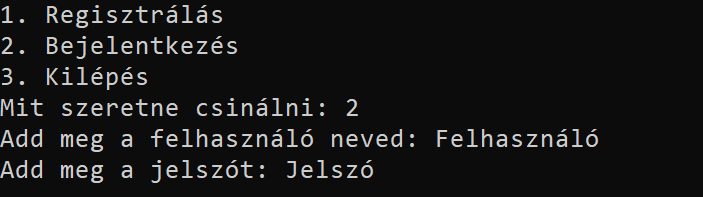 1. Regisztrálás
2. Bejelentkezés
3. Kilépés
Mit szeretne csinálni: 2
Add meg a felhasználó neved: Felhasználó
Add meg a jelszót: Jelszó